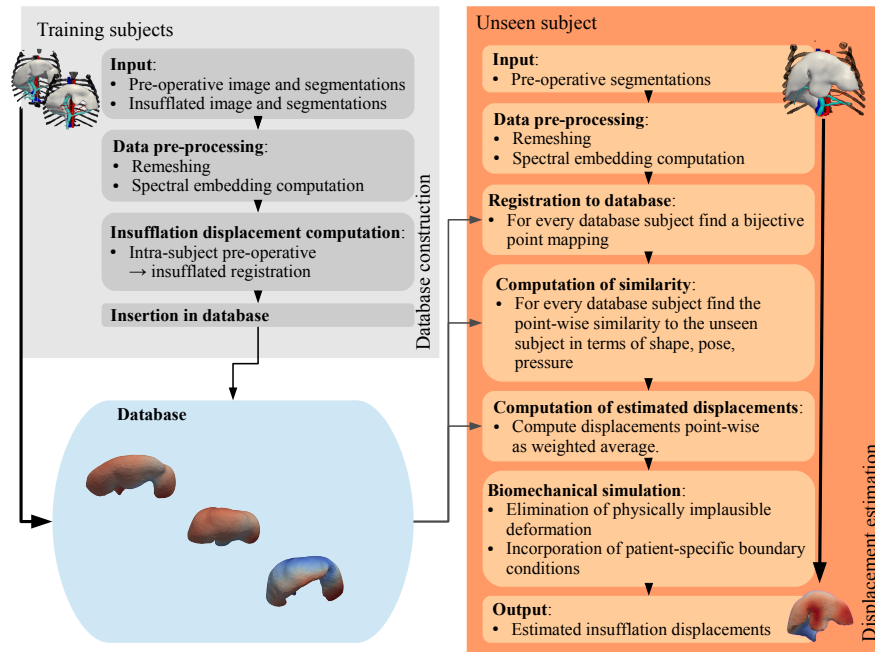 Training subjects
Input:
• Pre-operative image and segmentations
• Insufflated image and segmentations
Data pre-processing:
• Remeshing
• Spectral embedding computation
Insufflation displacement computation:
• Intra-subject pre-operative
→ insufflated registration
Insertion in database
Database construction
Database
Unseen subject
Input:
• Pre-operative segmentations
Data pre-processing:
• Remeshing
• Spectral embedding computation
Registration to database:
• For every database subject find a bijective
point mapping
Computation of similarity:
• For every database subject find the
point-wise similarity to the unseen
subject in terms of shape, pose,
pressure
Computation of estimated displacements:
• Compute displacements point-wise
as weighted average.
Biomechanical simulation:
• Elimination of physically implausible
deformation
• Incorporation of patient-specific boundary
conditions
Output:
• Estimated insufflation displacements
Displacement estimation